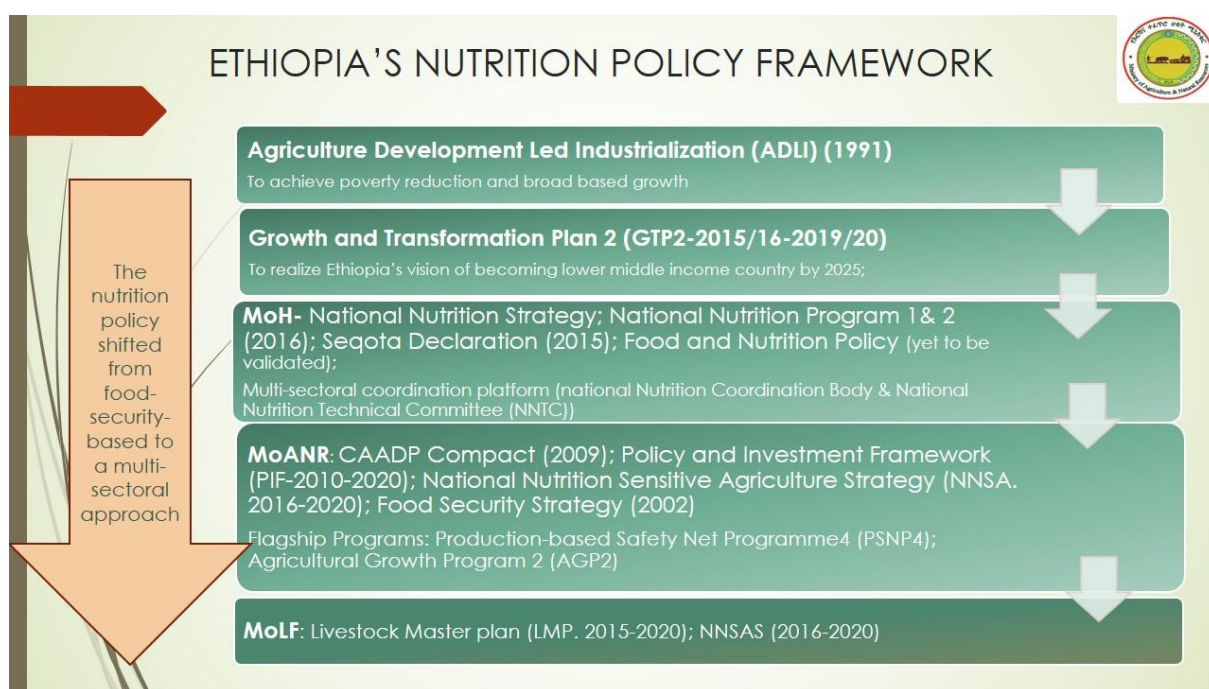 ETHIOPIA'S NUTRITION POLICY FRAMEWORK
Agriculture Development Led Industrialization (ADLI) (1991)
To achieve poverty reduction and broad based growth
Growth and Transformation Plan 2 (GTP2-2015/16-2019/20)
To realize Ethiopia's vision of becoming lower middle income country by 2025;
MoH- National Nutrition Strategy; National Nutrition Program 1& 2
(2016); Seqota Declaration (2015); Food and Nutrition Policy (yet to be
validated);
Multi-sectoral coordination platform (national Nutrition Coordination Body & National
Nutrition Technical Committee (NNTC))
MoANR: CAADP Compact (2009); Policy and Investment Framework
(PIF-2010-2020); National Nutrition Sensitive Agriculture Strategy (NNSA.
2016-2020); Food Security Strategy (2002)
Flagship Programs: Production-based Safety Net Programme4 (PSNP4);
Agricultural Growth Program 2 (AGP2)
MoLF: Livestock Master plan (LMP. 2015-2020); NNSAS (2016-2020)
The
nutrition
policy
shifted
from
food-
security-
based to
a multi-
sectoral
approach
Ministry of Agriculture & Natural Resources